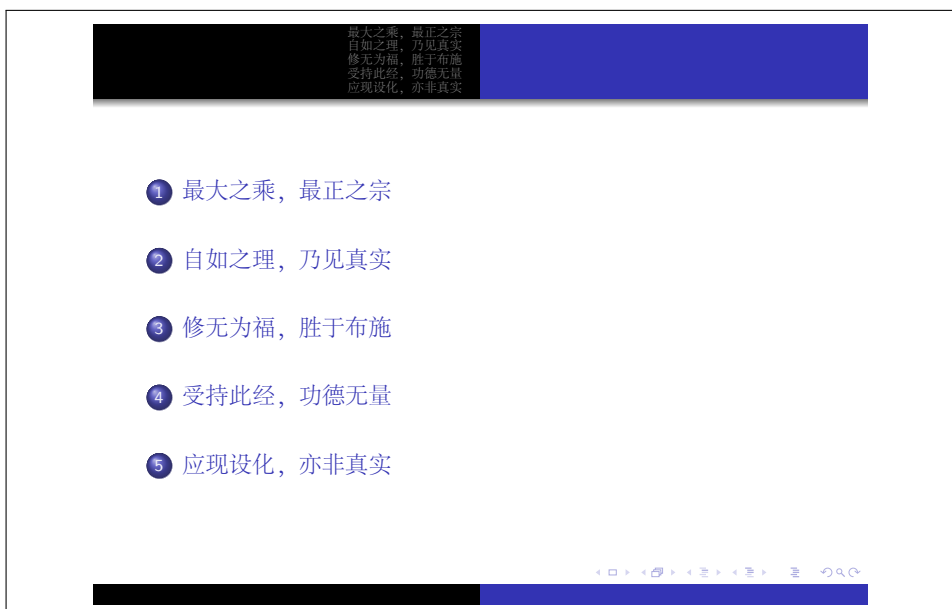 最大之乘，最正之宗
自如之理，乃见真实
修无为福，胜于布施
受持此经，功德无量
应现设化，亦非真实
1 最大之乘，最正之宗
2 自如之理，乃见真实
3 修无为福，胜于布施
4 受持此经，功德无量
5 应现设化，亦非真实